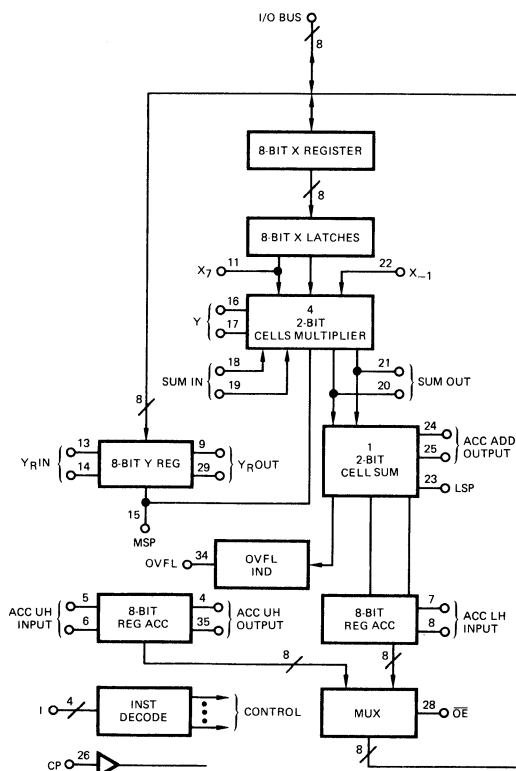 I/O BUS
8
8-BIT X REGISTER
8
8-BIT X LATCHES
X7 11
22 X−1
4
2-BIT
CELLS MULTIPLIER
Y { 16
17
SUM IN { 18
19
21
20 } SUM OUT
8
YR IN { 13
14
8-BIT Y REG
9
29 } YR OUT
15
MSP
1
2-BIT
CELL SUM
24
25 } ACC ADD
OUTPUT
23 LSP
OVFL 34
OVFL
IND
ACC UH
INPUT { 5
6
8-BIT
REG ACC
4
35 } ACC UH
OUTPUT
8-BIT
REG ACC
7
8 } ACC LH
INPUT
8
8
I 4
INST
DECODE
} CONTROL
MUX
28 OE
8
CP 26